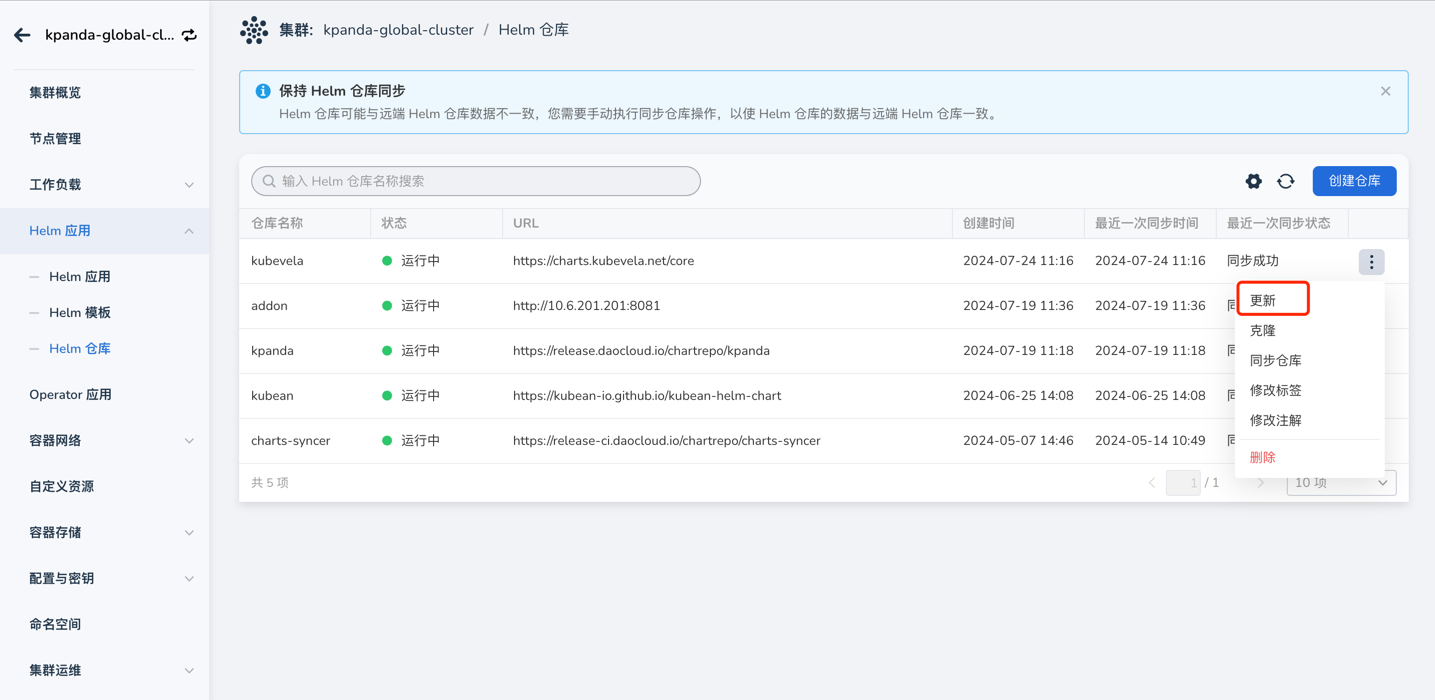 kpanda-global-cl...
集群概览
节点管理
工作负载
Helm 应用
Helm 应用
Helm 模板
Helm 仓库
Operator 应用
容器网络
自定义资源
容器存储
配置与密钥
命名空间
集群运维
集群: kpanda-global-cluster / Helm 仓库
保持 Helm 仓库同步
Helm 仓库可能与远端 Helm 仓库数据不一致，您需要手动执行同步仓库操作，以使 Helm 仓库的数据与远端 Helm 仓库一致。
输入 Helm 仓库名称搜索
创建仓库
仓库名称 状态 URL 创建时间 最近一次同步时间 最近一次同步状态
kubevela 运行中 https://charts.kubevela.net/core 2024-07-24 11:16 2024-07-24 11:16 同步成功
addon 运行中 http://10.6.201.201:8081 2024-07-19 11:36 2024-07-19 11:36
kpanda 运行中 https://release.daocloud.io/chartrepo/kpanda 2024-07-19 11:18 2024-07-19 11:18
kubean 运行中 https://kubean-io.github.io/kubean-helm-chart 2024-06-25 14:08 2024-06-25 14:08
charts-syncer 运行中 https://release-ci.daocloud.io/chartrepo/charts-syncer 2024-05-07 14:46 2024-05-14 10:49
更新
克隆
同步仓库
修改标签
修改注解
删除
共 5 项 1 / 1 10 项